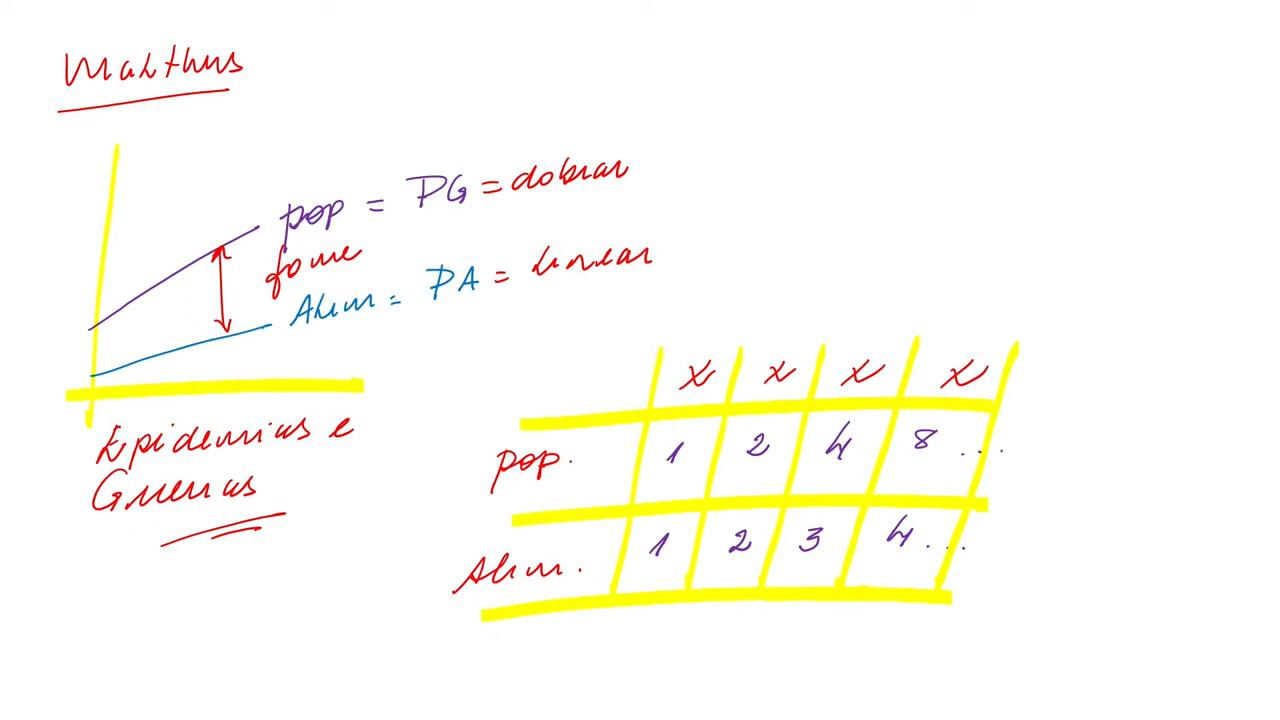 Malthus
pop = PG = dobrar
fome
Alim = PA = linear
Epidemias e
Guerras
x x x x
pop. 1 2 4 8 ...
Alim. 1 2 3 4 ...